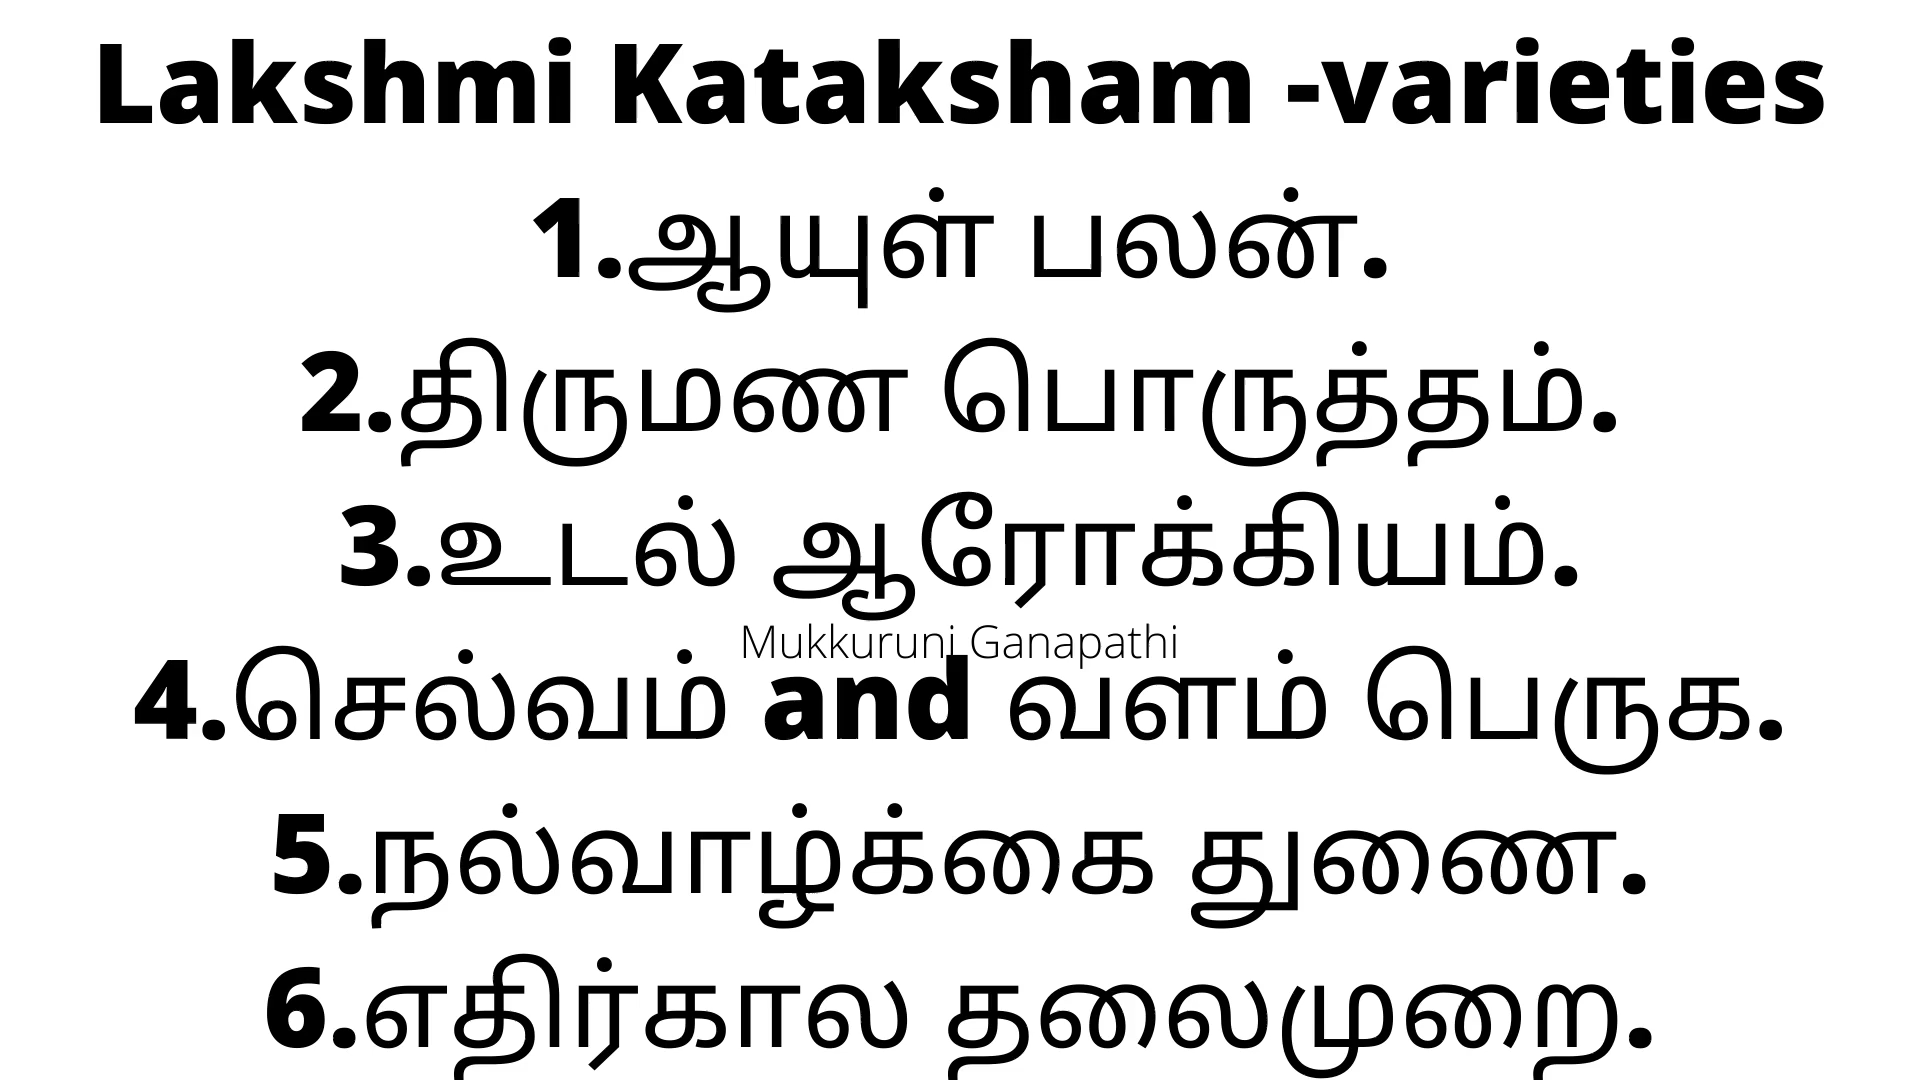 Lakshmi Kataksham -varieties
1.ஆயுள் பலன்.
2.திருமண பொருத்தம்.
3.உடல் ஆரோக்கியம்.
Mukkuruni Ganapathi
4.செல்வம் and வளம் பெருக.
5.நல்வாழ்க்கை துணை.
6.எதிர்கால தலைமுறை.